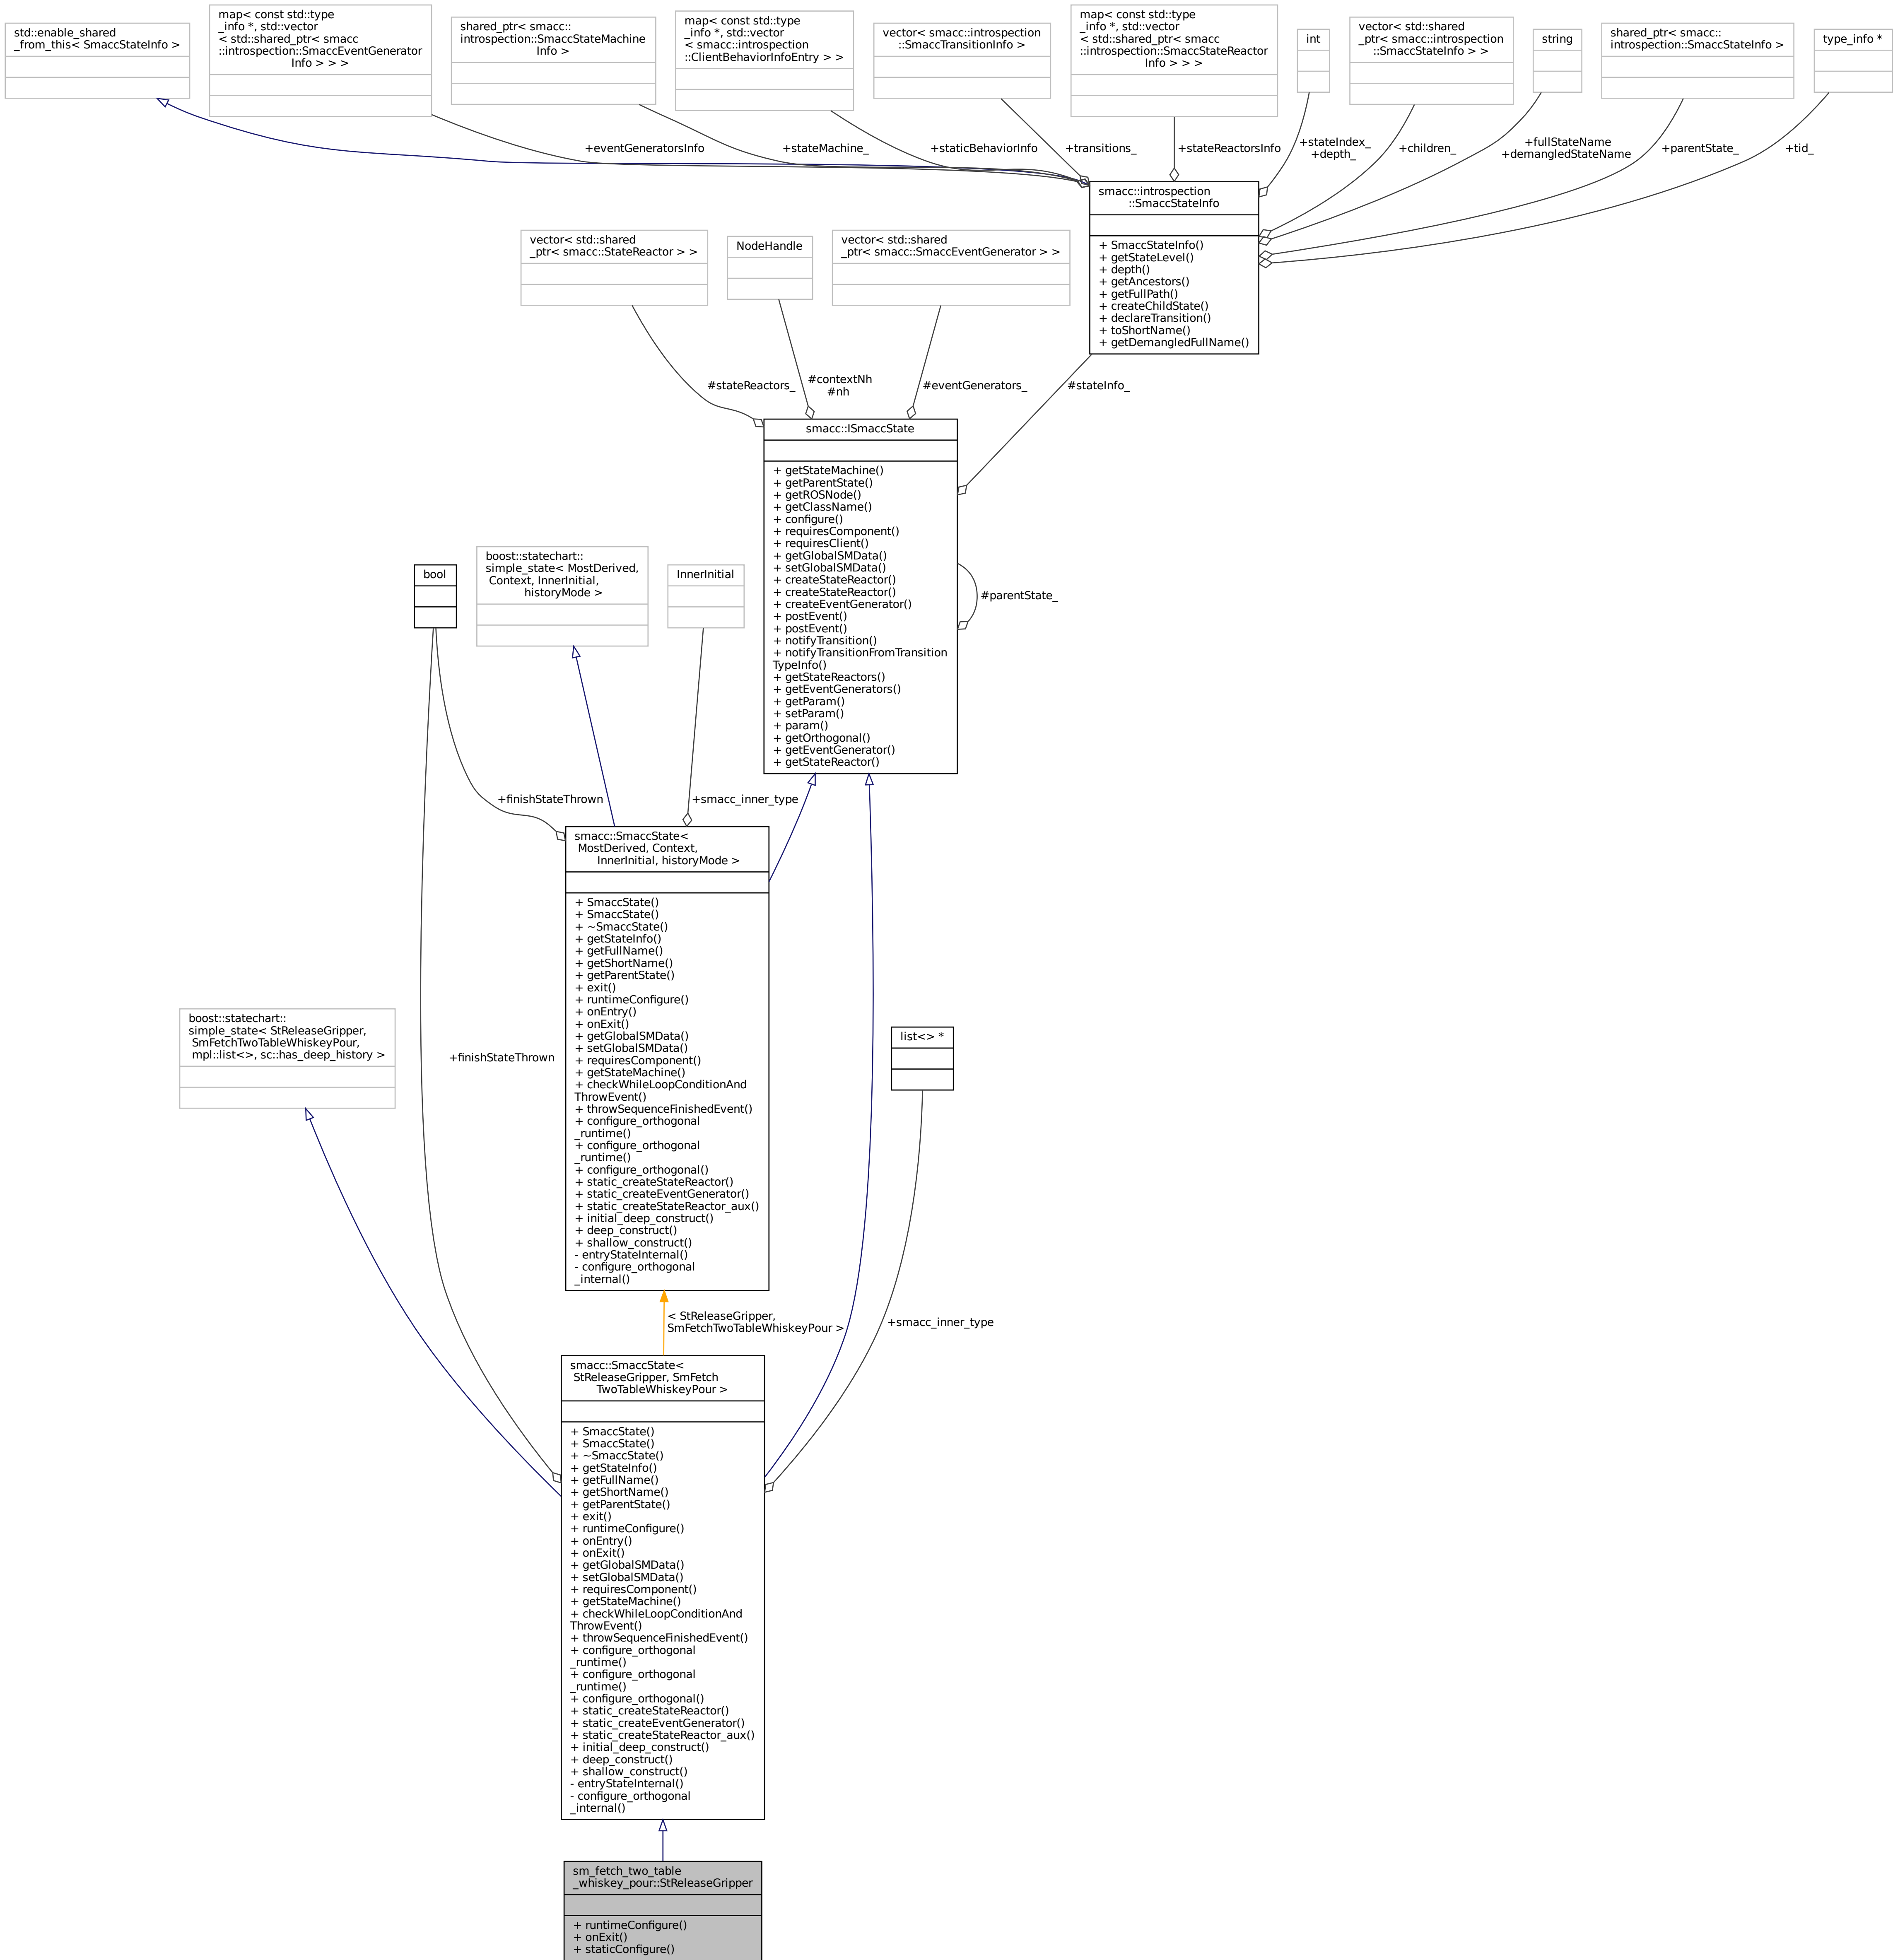 std::enable_shared
_from_this< SmaccStateInfo >
map< const std::type
_info *, std::vector
< std::shared_ptr< smacc
::introspection::SmaccEventGenerator
Info > > >
shared_ptr< smacc::
introspection::SmaccStateMachine
Info >
map< const std::type
_info *, std::vector
< smacc::introspection
::ClientBehaviorInfoEntry > >
vector< smacc::introspection
::SmaccTransitionInfo >
map< const std::type
_info *, std::vector
< std::shared_ptr< smacc
::introspection::SmaccStateReactor
Info > > >
int
vector< std::shared
_ptr< smacc::introspection
::SmaccStateInfo > >
string
shared_ptr< smacc::
introspection::SmaccStateInfo >
type_info *
+eventGeneratorsInfo
+stateMachine_
+staticBehaviorInfo
+transitions_
+stateReactorsInfo
+stateIndex_
+depth_
+children_
+fullStateName
+demangledStateName
+parentState_
+tid_
smacc::introspection
::SmaccStateInfo
+ SmaccStateInfo()
+ getStateLevel()
+ depth()
+ getAncestors()
+ getFullPath()
+ createChildState()
+ declareTransition()
+ toShortName()
+ getDemangledFullName()
vector< std::shared
_ptr< smacc::StateReactor > >
NodeHandle
vector< std::shared
_ptr< smacc::SmaccEventGenerator > >
#stateReactors_
#contextNh
#nh
#eventGenerators_
#stateInfo_
smacc::ISmaccState
+ getStateMachine()
+ getParentState()
+ getROSNode()
+ getClassName()
+ configure()
+ requiresComponent()
+ requiresClient()
+ getGlobalSMData()
+ setGlobalSMData()
+ createStateReactor()
+ createStateReactor()
+ createEventGenerator()
+ postEvent()
+ postEvent()
+ notifyTransition()
+ notifyTransitionFromTransition
TypeInfo()
+ getStateReactors()
+ getEventGenerators()
+ getParam()
+ setParam()
+ param()
+ getOrthogonal()
+ getEventGenerator()
+ getStateReactor()
#parentState_
bool
boost::statechart::
simple_state< MostDerived,
Context, InnerInitial,
historyMode >
InnerInitial
+finishStateThrown
+smacc_inner_type
smacc::SmaccState<
MostDerived, Context,
InnerInitial, historyMode >
+ SmaccState()
+ SmaccState()
+ ~SmaccState()
+ getStateInfo()
+ getFullName()
+ getShortName()
+ getParentState()
+ exit()
+ runtimeConfigure()
+ onEntry()
+ onExit()
+ getGlobalSMData()
+ setGlobalSMData()
+ requiresComponent()
+ getStateMachine()
+ checkWhileLoopConditionAnd
ThrowEvent()
+ throwSequenceFinishedEvent()
+ configure_orthogonal
_runtime()
+ configure_orthogonal
_runtime()
+ configure_orthogonal()
+ static_createStateReactor()
+ static_createEventGenerator()
+ static_createStateReactor_aux()
+ initial_deep_construct()
+ deep_construct()
+ shallow_construct()
- entryStateInternal()
- configure_orthogonal
_internal()
boost::statechart::
simple_state< StReleaseGripper,
SmFetchTwoTableWhiskeyPour,
mpl::list<>, sc::has_deep_history >
+finishStateThrown
list<> *
< StReleaseGripper,
SmFetchTwoTableWhiskeyPour >
+smacc_inner_type
smacc::SmaccState<
StReleaseGripper, SmFetch
TwoTableWhiskeyPour >
+ SmaccState()
+ SmaccState()
+ ~SmaccState()
+ getStateInfo()
+ getFullName()
+ getShortName()
+ getParentState()
+ exit()
+ runtimeConfigure()
+ onEntry()
+ onExit()
+ getGlobalSMData()
+ setGlobalSMData()
+ requiresComponent()
+ getStateMachine()
+ checkWhileLoopConditionAnd
ThrowEvent()
+ throwSequenceFinishedEvent()
+ configure_orthogonal
_runtime()
+ configure_orthogonal
_runtime()
+ configure_orthogonal()
+ static_createStateReactor()
+ static_createEventGenerator()
+ static_createStateReactor_aux()
+ initial_deep_construct()
+ deep_construct()
+ shallow_construct()
- entryStateInternal()
- configure_orthogonal
_internal()
sm_fetch_two_table
_whiskey_pour::StReleaseGripper
+ runtimeConfigure()
+ onExit()
+ staticConfigure()